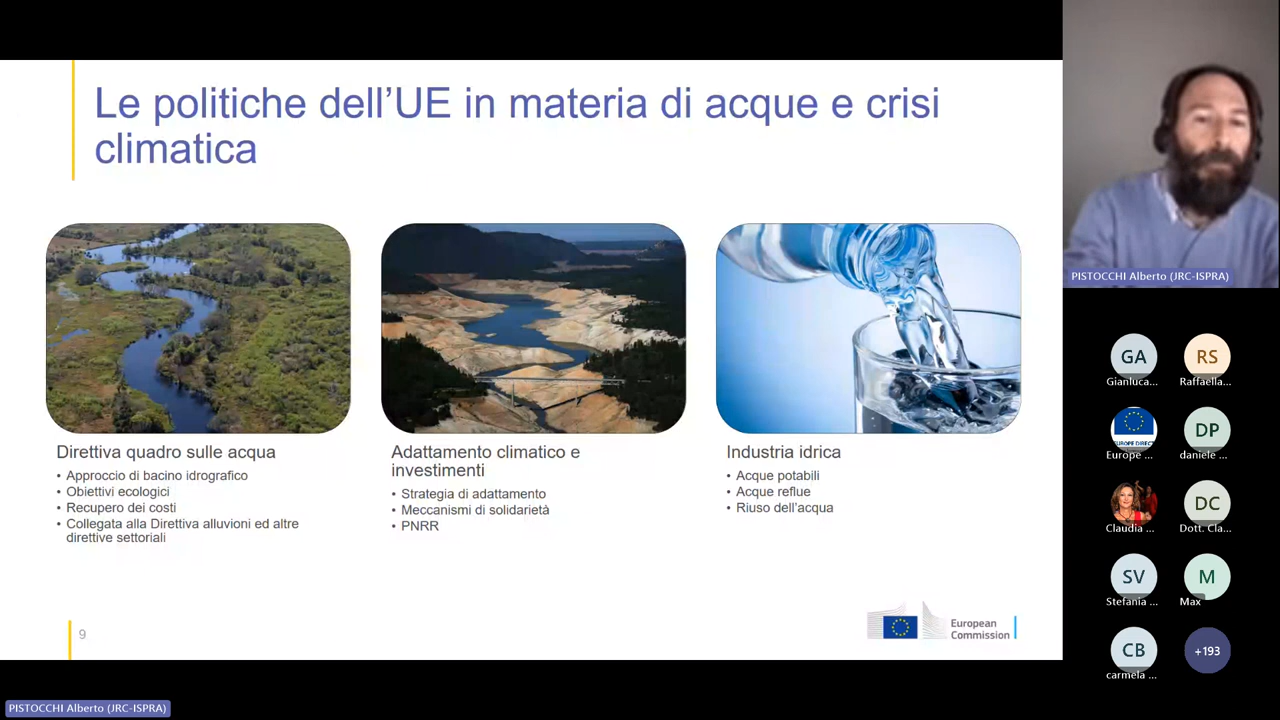 Le politiche dell'UE in materia di acque e crisi
climatica
Direttiva quadro sulle acqua
• Approccio di bacino idrografico
• Obiettivi ecologici
• Recupero dei costi
• Collegata alla Direttiva alluvioni ed altre
direttive settoriali
Adattamento climatico e
investimenti
• Strategia di adattamento
• Meccanismi di solidarietà
• PNRR
Industria idrica
• Acque potabili
• Acque reflue
• Riuso dell'acqua
9
European
Commission
PISTOCCHI Alberto (JRC-ISPRA)
GA
Gianluca...
RS
Raffaella...
EUROPE DIRECT
Europe ...
DP
daniele ...
Claudia ...
DC
Dott. Cla...
SV
Stefania ...
M
Max
CB
carmela ...
+193
PISTOCCHI Alberto (JRC-ISPRA)